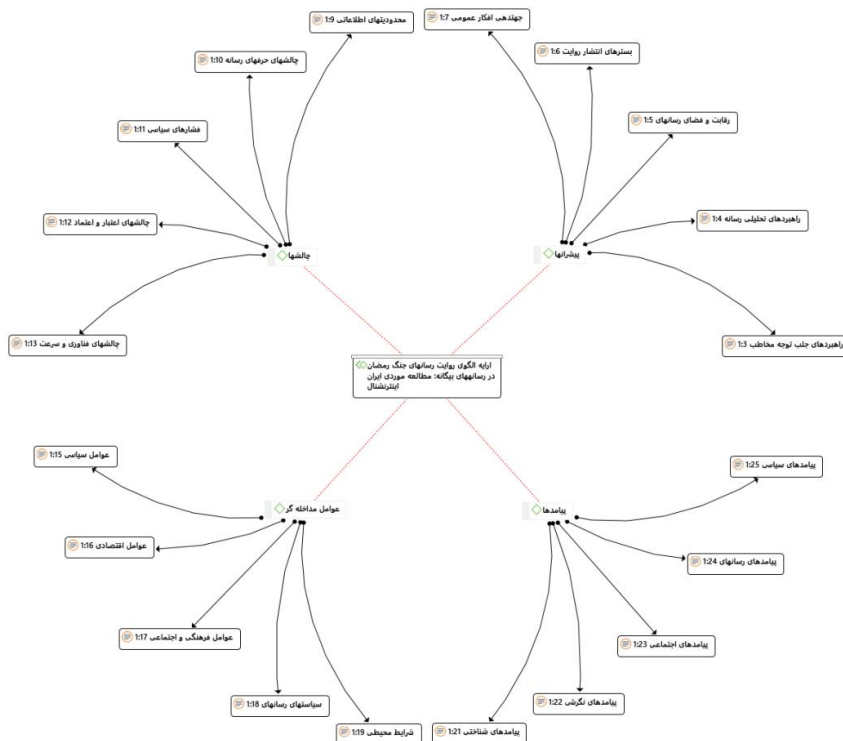 جهتدهی افکار عمومی 1:7
بسترهای انتشار روایت 1:6
رقابت و فضای رسانهای 1:5
راهبردهای تحلیلی رسانه 1:4
راهبردهای جلب توجه مخاطب 1:3
پیشرانها
محدودیتهای اطلاعاتی 1:9
چالشهای حرفهای رسانه 1:10
فشارهای سیاسی 1:11
چالشهای اعتبار و اعتماد 1:12
چالشهای فناوری و سرعت 1:13
چالشها
ارایه الگوی روایت رسانهای جنگ رمضان
در رسانههای بیگانه: مطالعه موردی ایران
اینترنشنال
پیامدها
پیامدهای سیاسی 1:25
پیامدهای رسانهای 1:24
پیامدهای اجتماعی 1:23
پیامدهای نگرشی 1:22
پیامدهای شناختی 1:21
عوامل مداخله گر
عوامل سیاسی 1:15
عوامل اقتصادی 1:16
عوامل فرهنگی و اجتماعی 1:17
سیاستهای رسانهای 1:18
شرایط محیطی 1:19